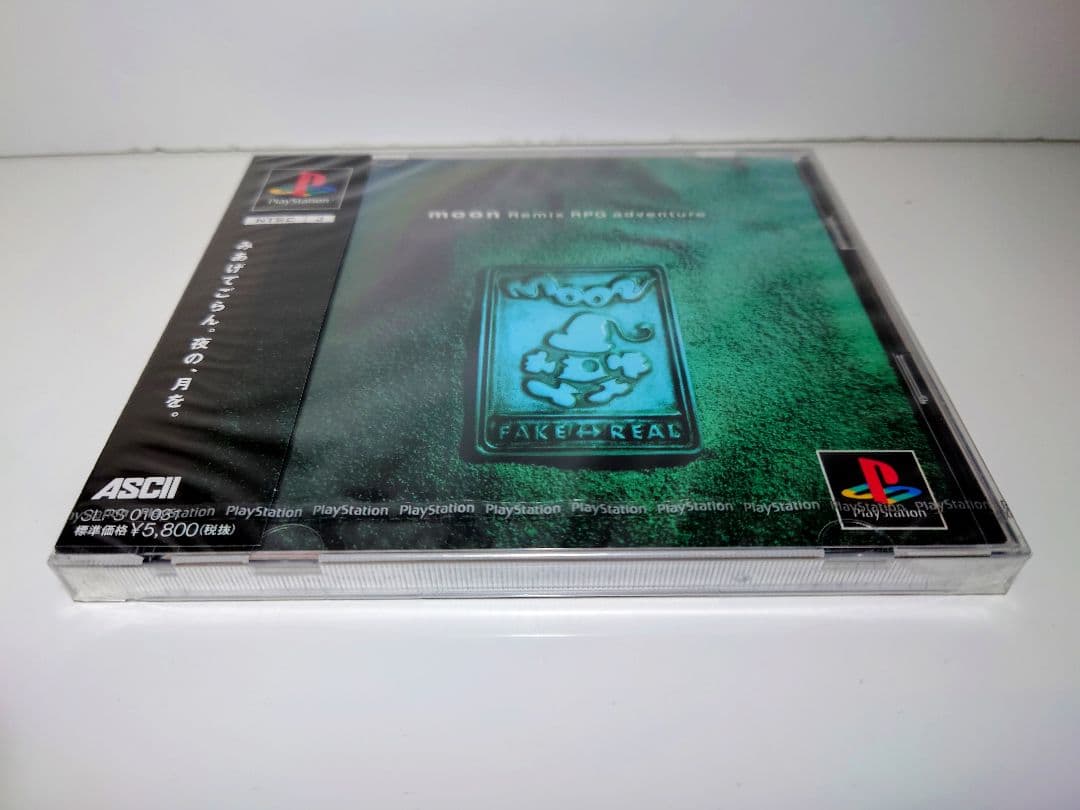 PlayStation
NTSC J
みあげてごらん。夜の、月を。
moon Remix RPG adventure
MOON
FAKE ↔ REAL
ASCII
SLPS 01031
PlayStation PlayStation PlayStation PlayStation PlayStation PlayStation PlayStation PlayStation PlayStation PlayStation
標準価格¥5,800(税抜)
PlayStation